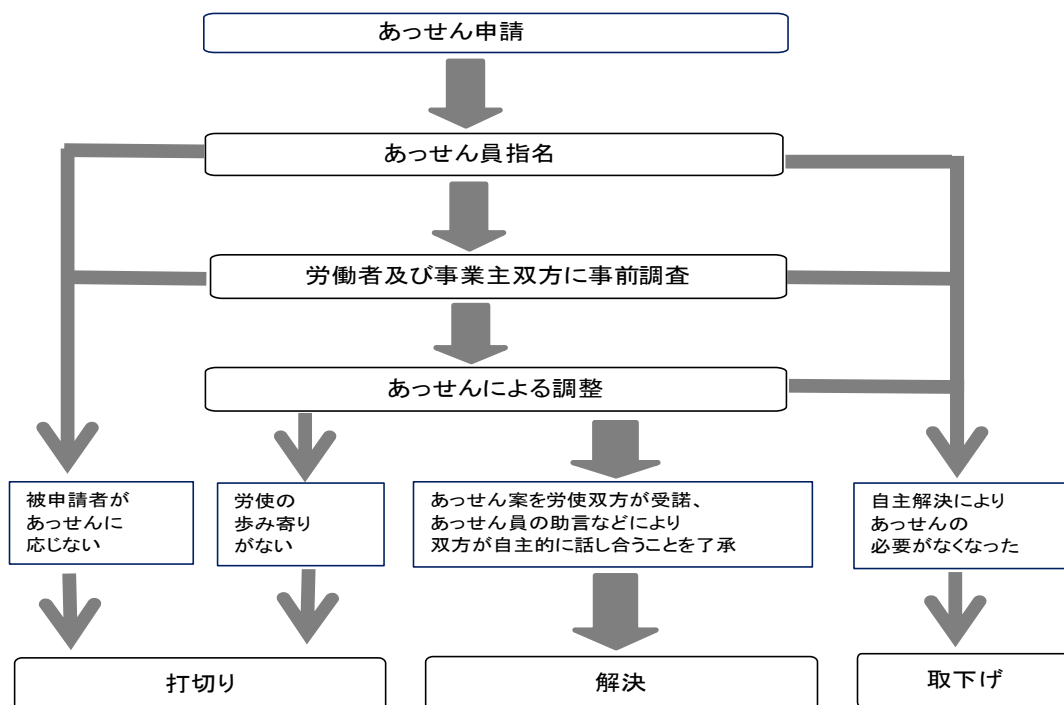 あっせん申請
あっせん員指名
労働者及び事業主双方に事前調査
あっせんによる調整
被申請者が
あっせんに
応じない
労使の
歩み寄り
がない
あっせん案を労使双方が受諾、
あっせん員の助言などにより
双方が自主的に話し合うことを了承
自主解決により
あっせんの
必要がなくなった
打切り
解決
取下げ